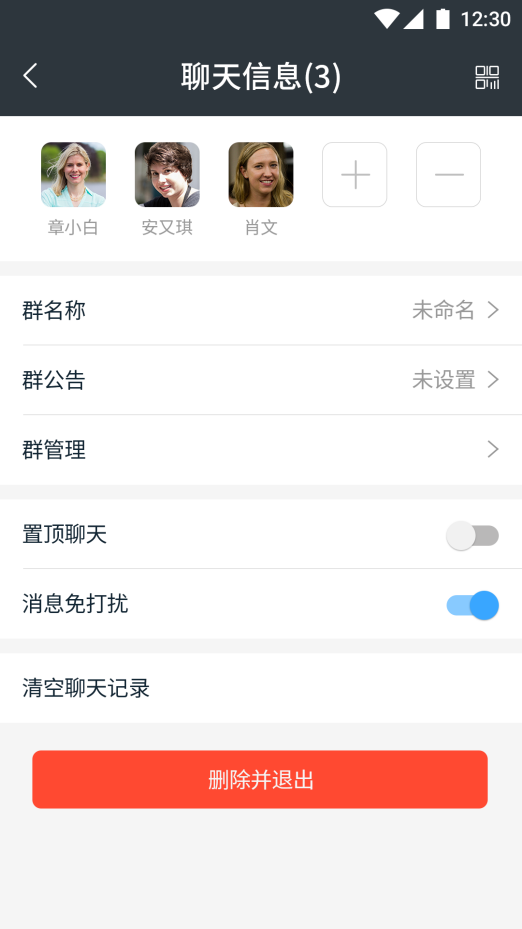 12:30
聊天信息(3)
章小白 安又琪 肖文
群名称 未命名
群公告 未设置
群管理
置顶聊天
消息免打扰
清空聊天记录
删除并退出